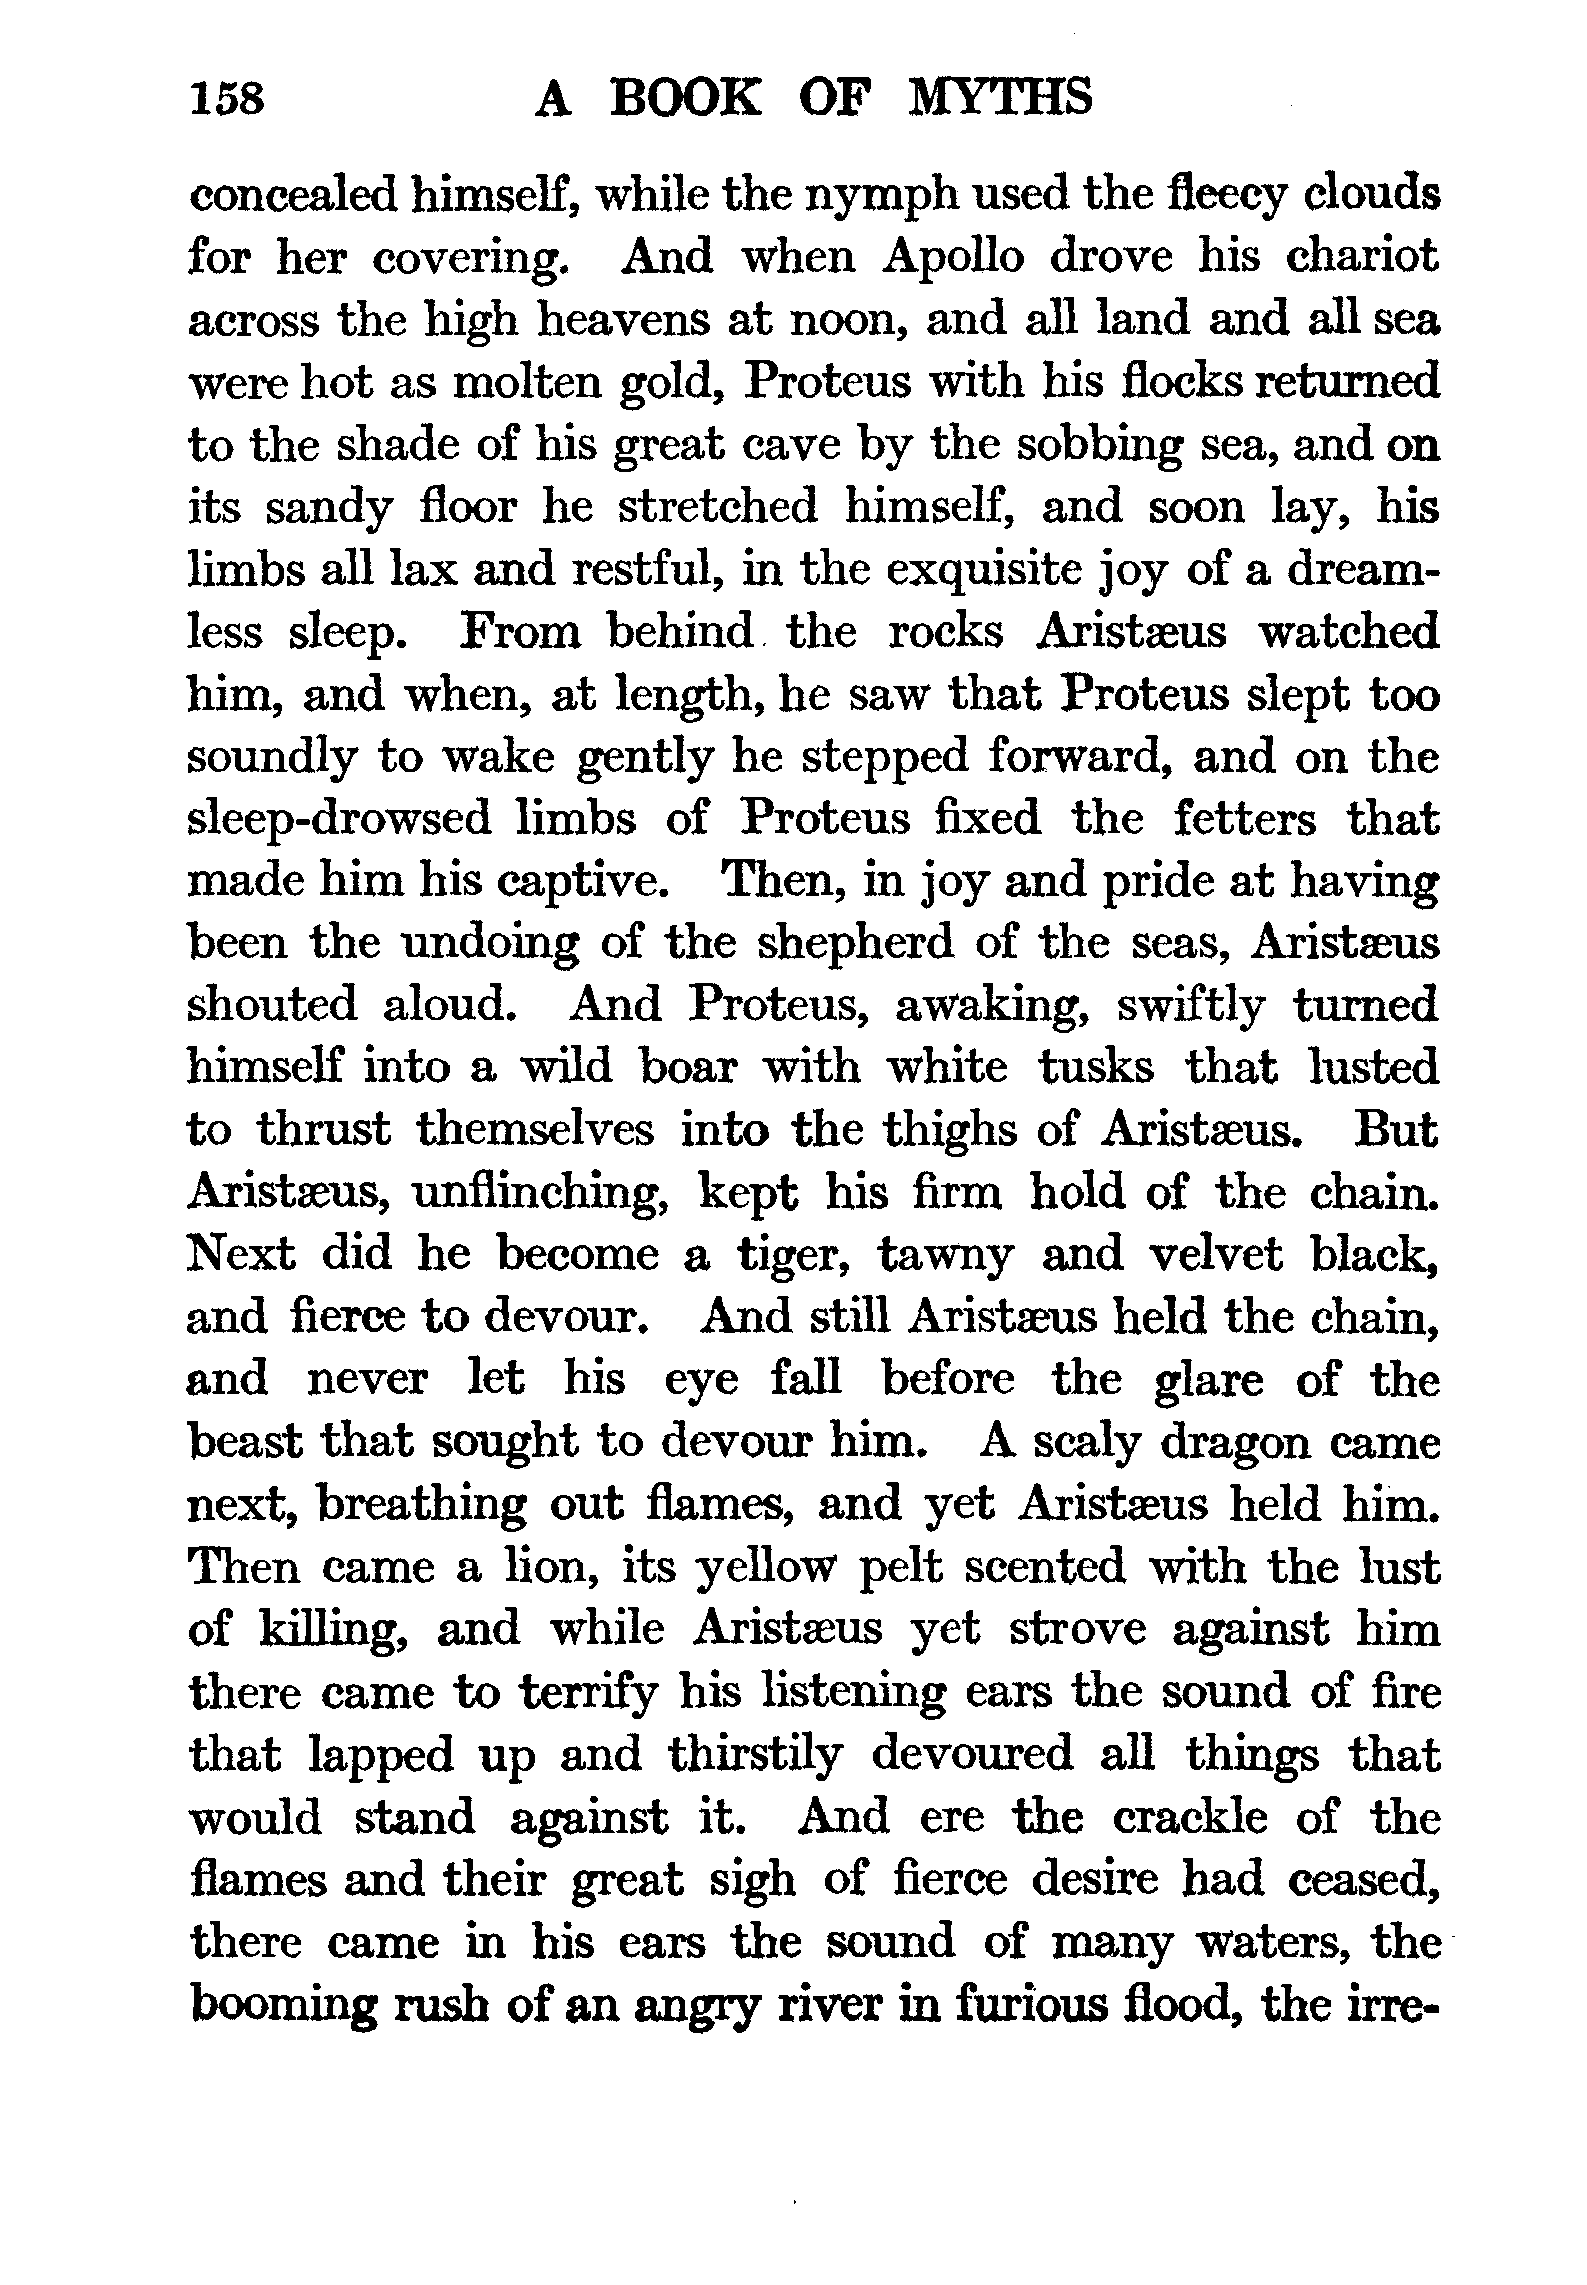 158 A BOOK OF MYTHS
concealed himself, while the nymph used the fleecy clouds
for her covering. And when Apollo drove his chariot
across the high heavens at noon, and all land and all sea
were hot as molten gold, Proteus with his flocks returned
to the shade of his great cave by the sobbing sea, and on
its sandy floor he stretched himself, and soon lay, his
limbs all lax and restful, in the exquisite joy of a dream-
less sleep. From behind the rocks Aristæus watched
him, and when, at length, he saw that Proteus slept too
soundly to wake gently he stepped forward, and on the
sleep-drowsed limbs of Proteus fixed the fetters that
made him his captive. Then, in joy and pride at having
been the undoing of the shepherd of the seas, Aristæus
shouted aloud. And Proteus, awaking, swiftly turned
himself into a wild boar with white tusks that lusted
to thrust themselves into the thighs of Aristæus. But
Aristæus, unflinching, kept his firm hold of the chain.
Next did he become a tiger, tawny and velvet black,
and fierce to devour. And still Aristæus held the chain,
and never let his eye fall before the glare of the
beast that sought to devour him. A scaly dragon came
next, breathing out flames, and yet Aristæus held him.
Then came a lion, its yellow pelt scented with the lust
of killing, and while Aristæus yet strove against him
there came to terrify his listening ears the sound of fire
that lapped up and thirstily devoured all things that
would stand against it. And ere the crackle of the
flames and their great sigh of fierce desire had ceased,
there came in his ears the sound of many waters, the
booming rush of an angry river in furious flood, the irre-